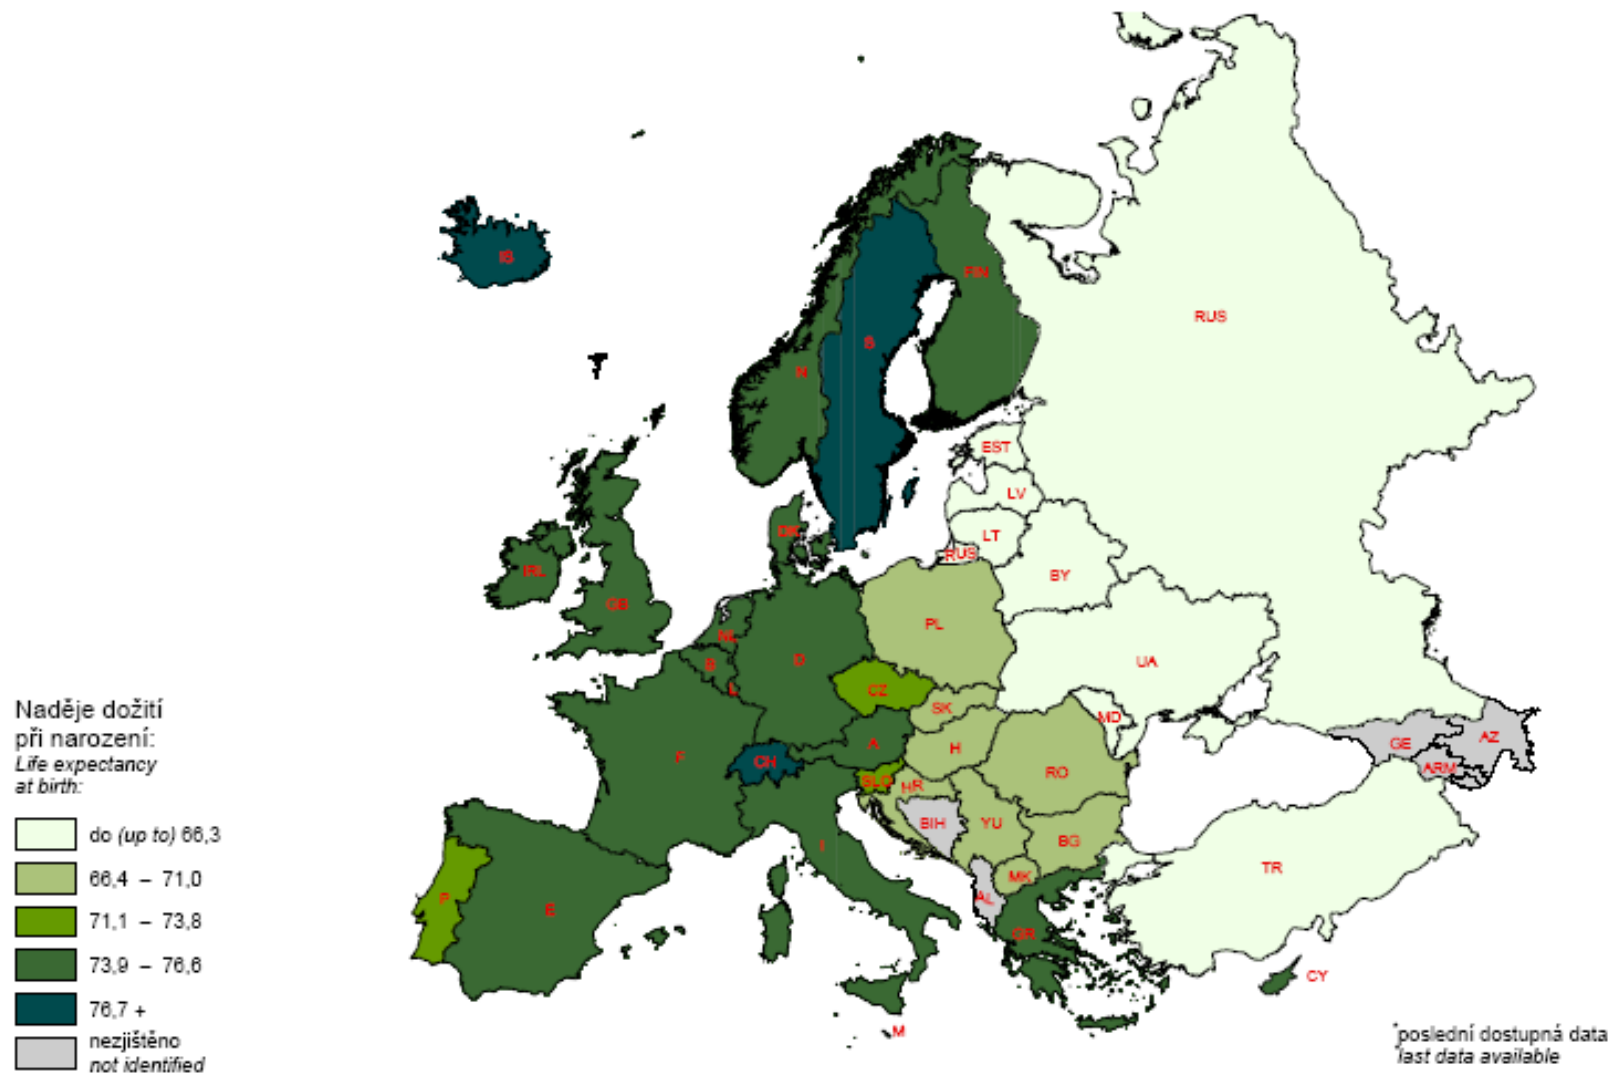 IS
FIN
RUS
S
N
EST
LV
LT
DK
RUS
IRL
BY
GB
PL
NL
D
UA
B
L
CZ
SK
MD
A
H
GE
AZ
F
CH
ARM
SLO
HR
RO
BIH
YU
BG
I
TR
MK
P
E
AL
GR
CY
M
Naděje dožití
při narození:
Life expectancy
at birth:
do (up to) 66,3
66,4 – 71,0
71,1 – 73,8
73,9 – 76,6
76,7 +
nezjištěno
not identified
*poslední dostupná data
*last data available